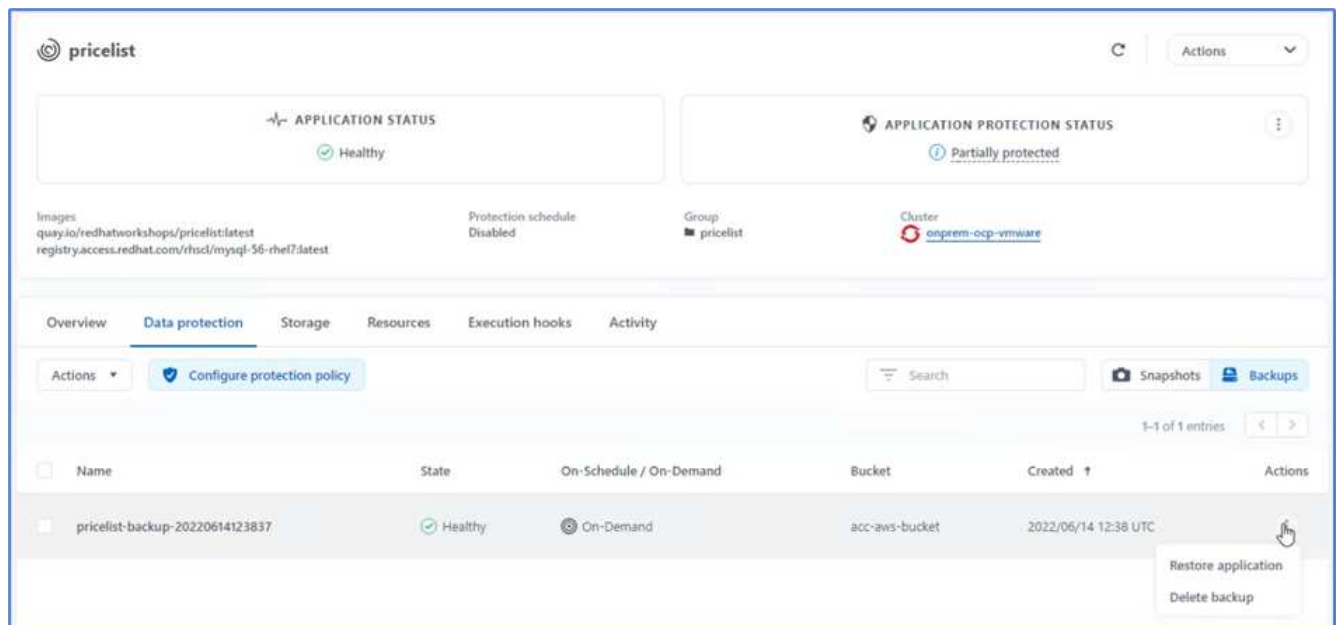 pricelist
Actions
APPLICATION STATUS
Healthy
APPLICATION PROTECTION STATUS
Partially protected
Images
quay.io/redhatworkshops/pricelist:latest
registry.access.redhat.com/rhscl/mysql-56-rhel7:latest
Protection schedule
Disabled
Group
pricelist
Cluster
onprem-ocp-vmware
Overview Data protection Storage Resources Execution hooks Activity
Actions Configure protection policy Search Snapshots Backups
1–1 of 1 entries
Name State On-Schedule / On-Demand Bucket Created ↑ Actions
pricelist-backup-20220614123837 Healthy On-Demand acc-aws-bucket 2022/06/14 12:38 UTC
Restore application
Delete backup